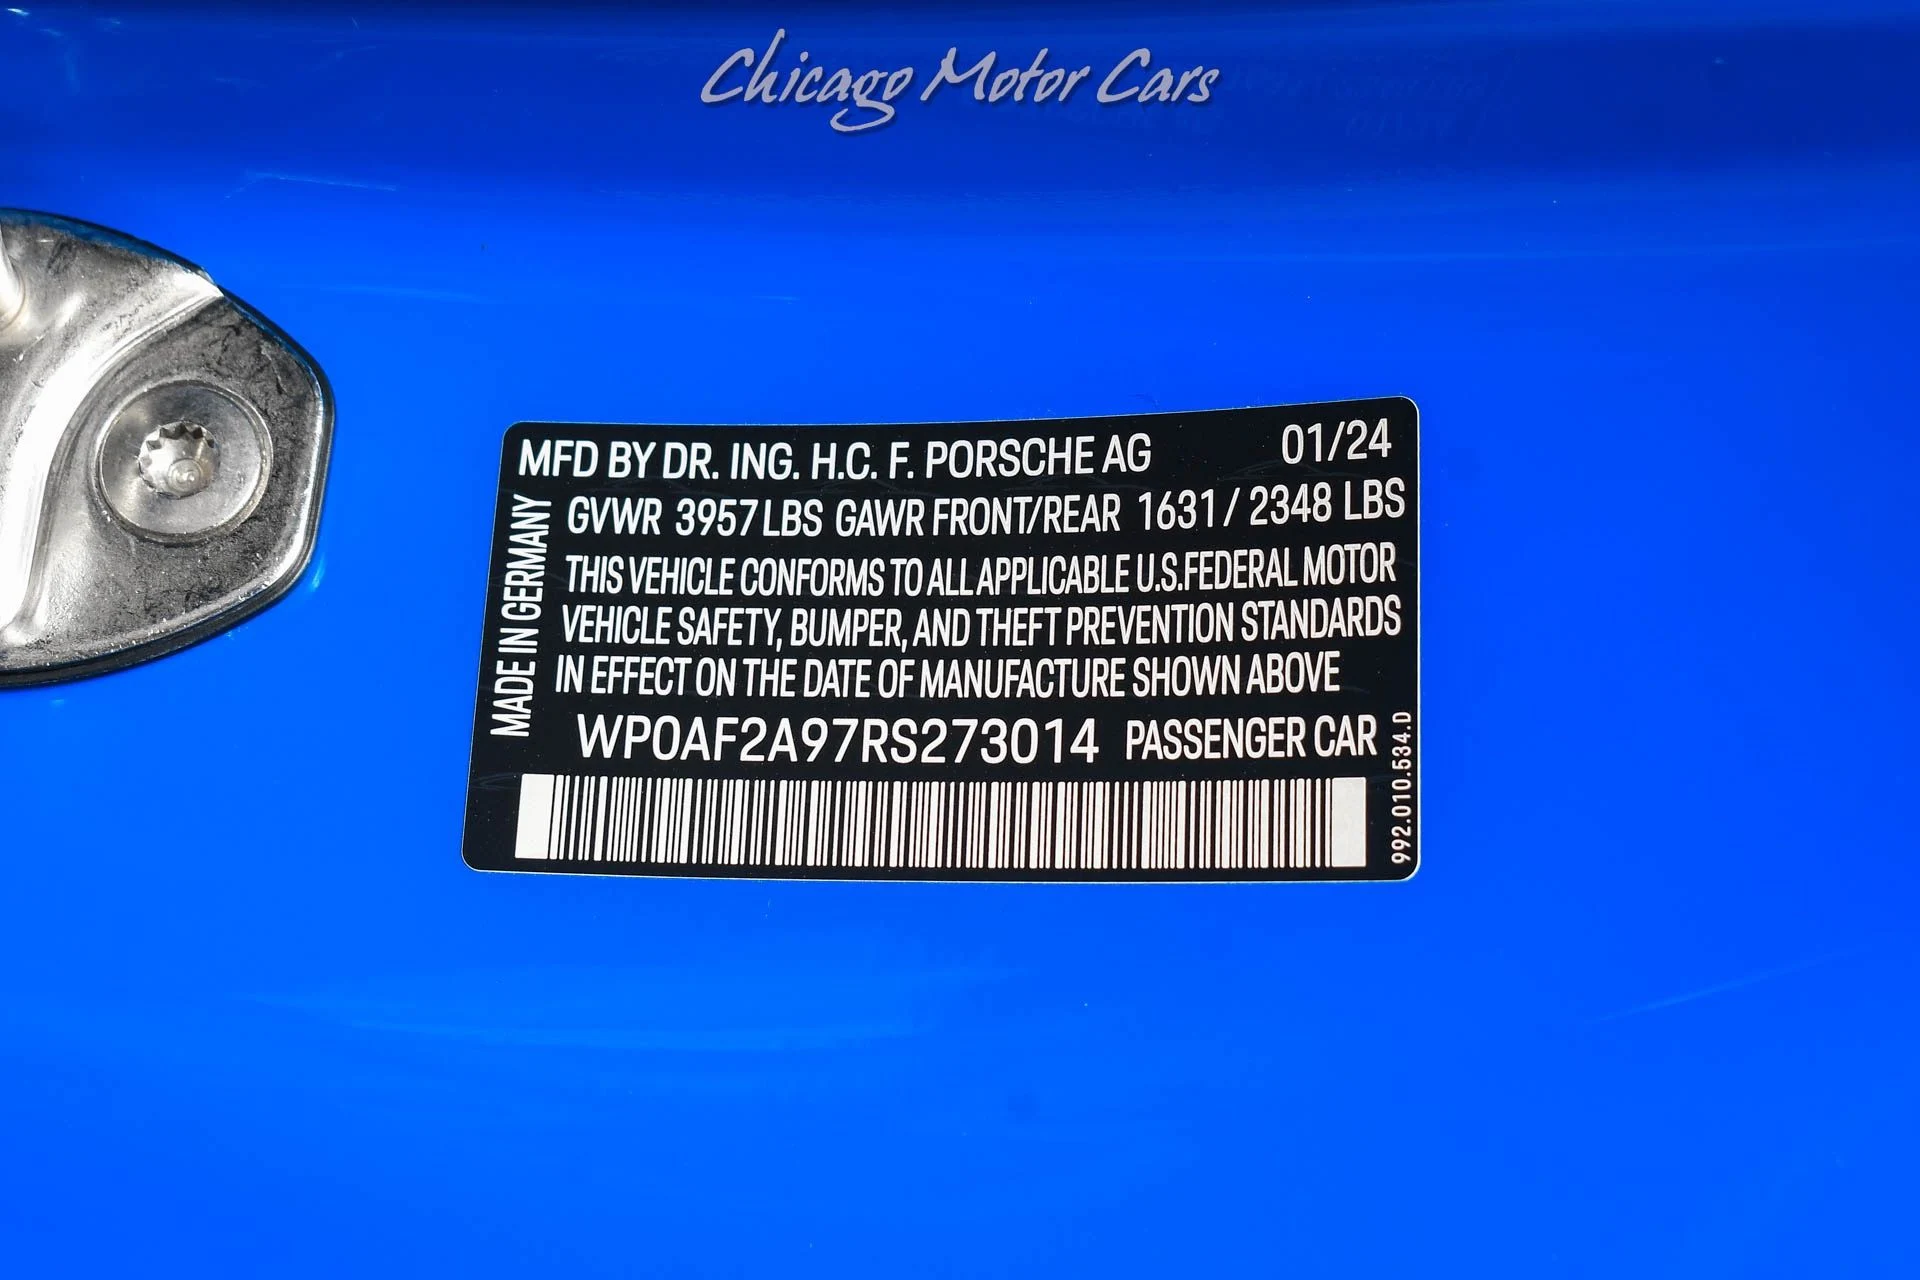 Chicago Motor Cars
MFD BY DR. ING. H.C. F. PORSCHE AG 01/24
GVWR 3957LBS GAWR FRONT/REAR 1631 / 2348 LBS
THIS VEHICLE CONFORMS TO ALL APPLICABLE U.S.FEDERAL MOTOR
VEHICLE SAFETY, BUMPER, AND THEFT PREVENTION STANDARDS
IN EFFECT ON THE DATE OF MANUFACTURE SHOWN ABOVE
WP0AF2A97RS273014 PASSENGER CAR
MADE IN GERMANY
992.010.534.D